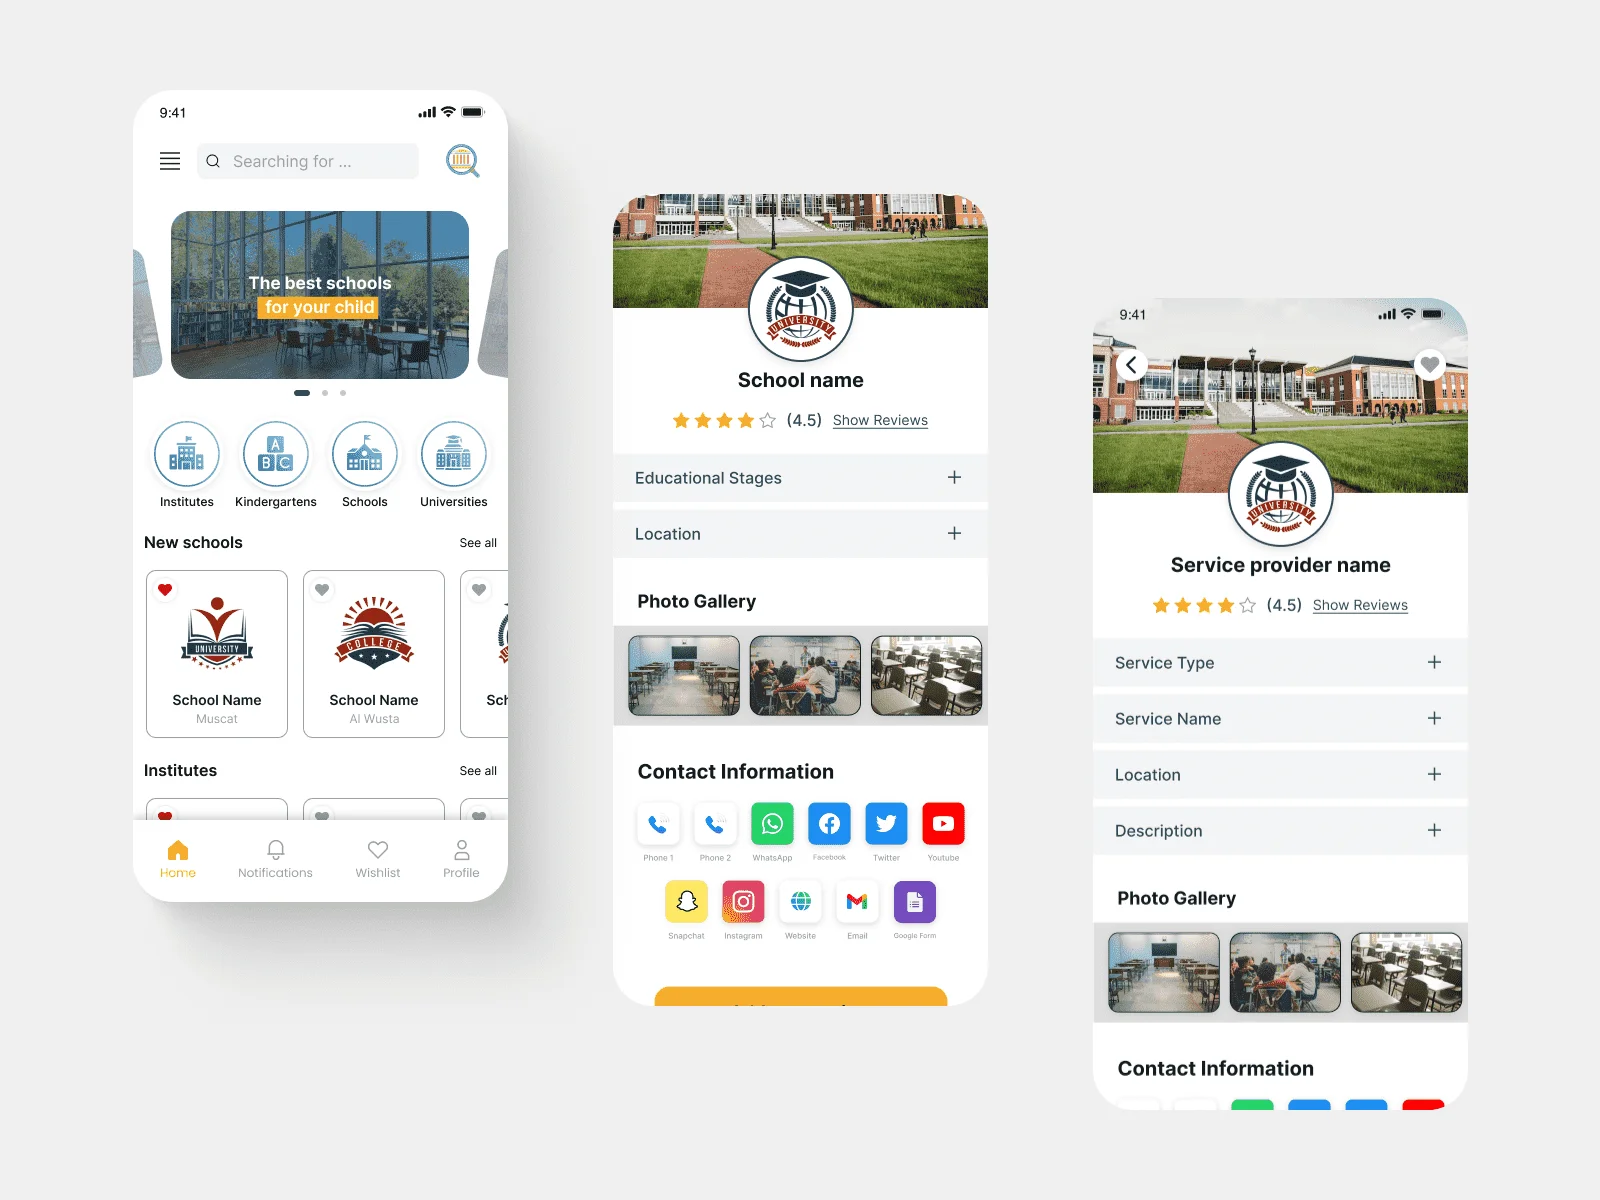 9:41
Searching for ...
The best schools
for your child
Institutes
Kindergartens
Schools
Universities
A
B C
New schools
See all
UNIVERSITY
School Name
Muscat
COLLEGE
School Name
Al Wusta
Sch
Institutes
See all
Home
Notifications
Wishlist
Profile
UNIVERSITY
School name
(4.5)
Show Reviews
Educational Stages
+
Location
+
Photo Gallery
Contact Information
Phone 1
Phone 2
WhatsApp
Facebook
Twitter
Youtube
Snapchat
Instagram
Website
Email
Google Form
9:41
UNIVERSITY
Service provider name
(4.5)
Show Reviews
Service Type
+
Service Name
+
Location
+
Description
+
Photo Gallery
Contact Information